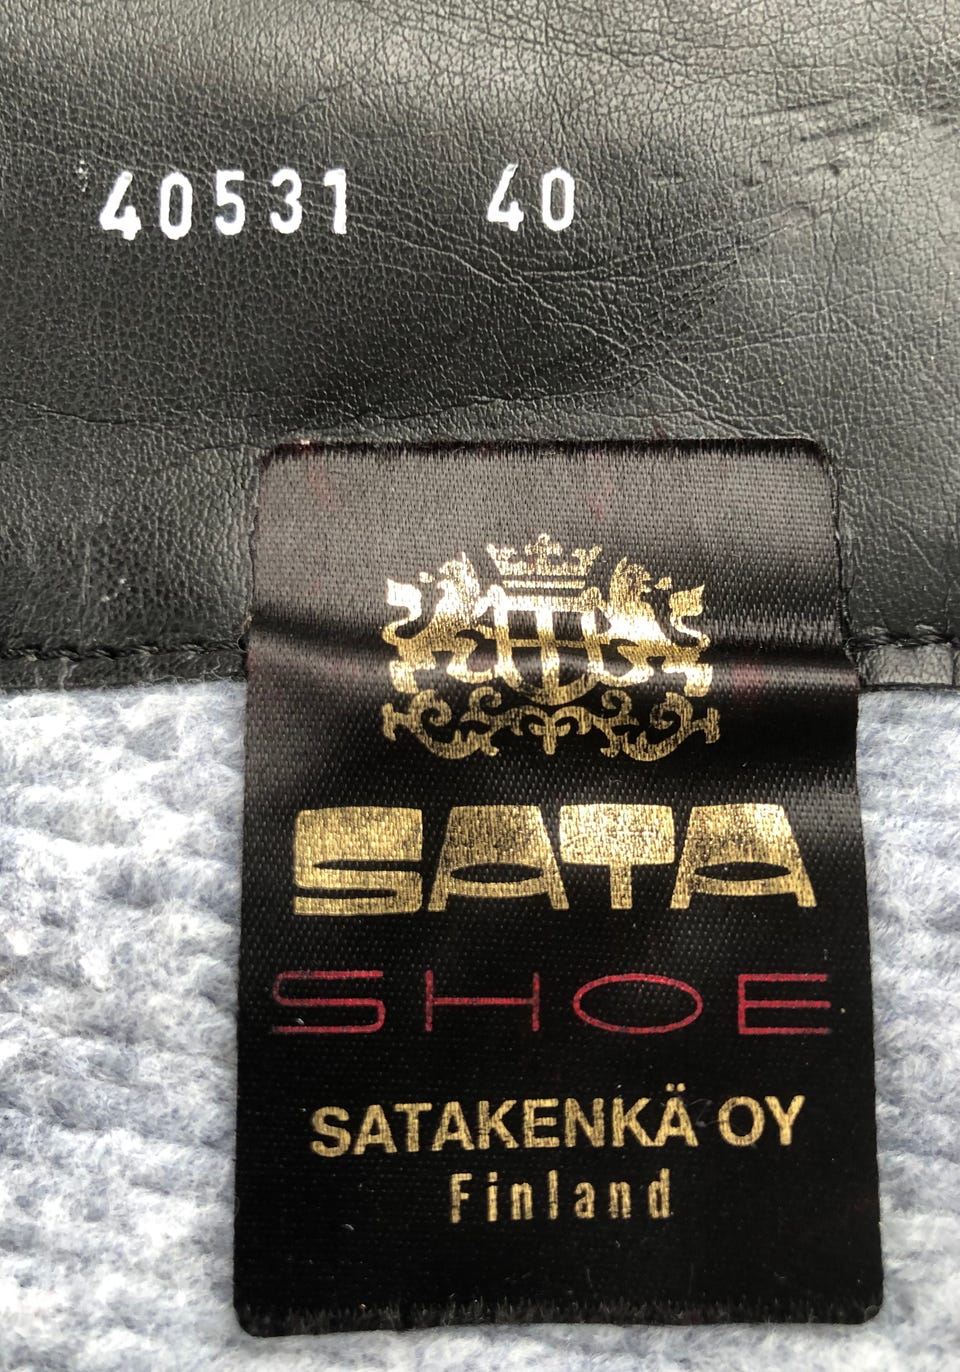 40531 40
SATA
SHOE
SATAKENKÄ OY
Finland